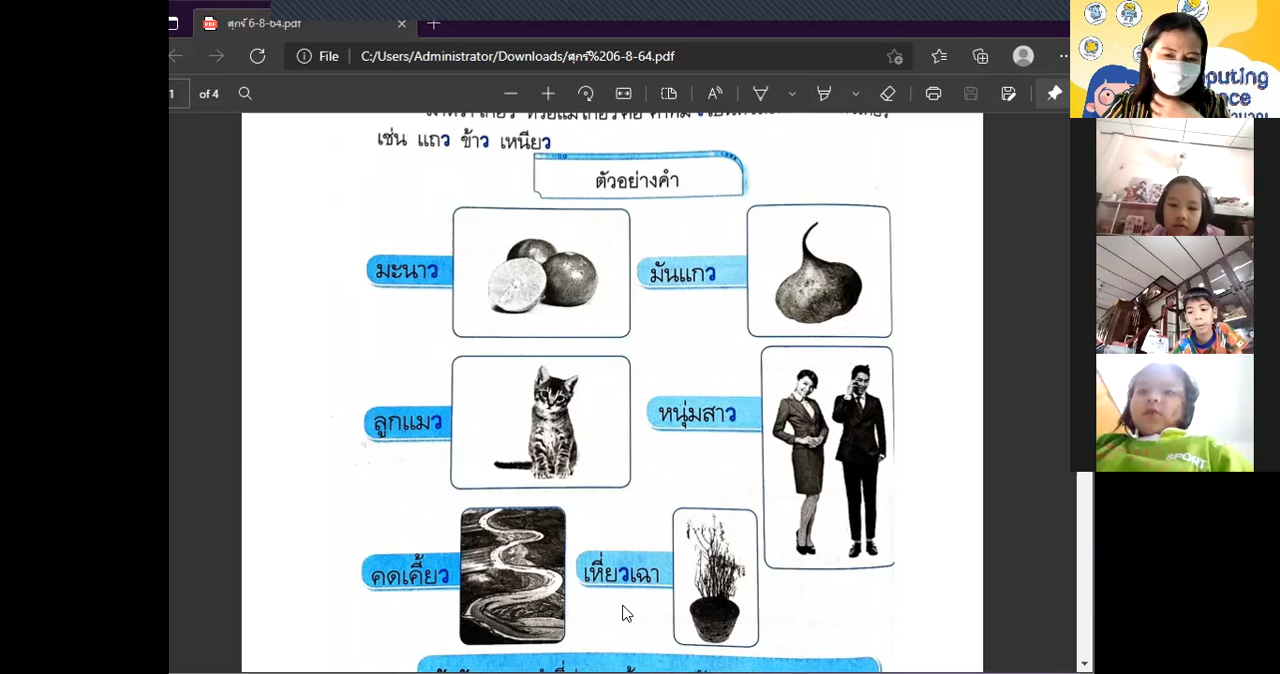 ศุกร์ 6-8-64.pdf
File C:/Users/Administrator/Downloads/ศุกร์%206-8-64.pdf
1 of 4
เช่น แถว ข้าว เหนียว
ตัวอย่างคำ
มะนาว มันแกว
ลูกแมว หนุ่มสาว
คดเคี้ยว เหี่ยวเฉา
SPORT